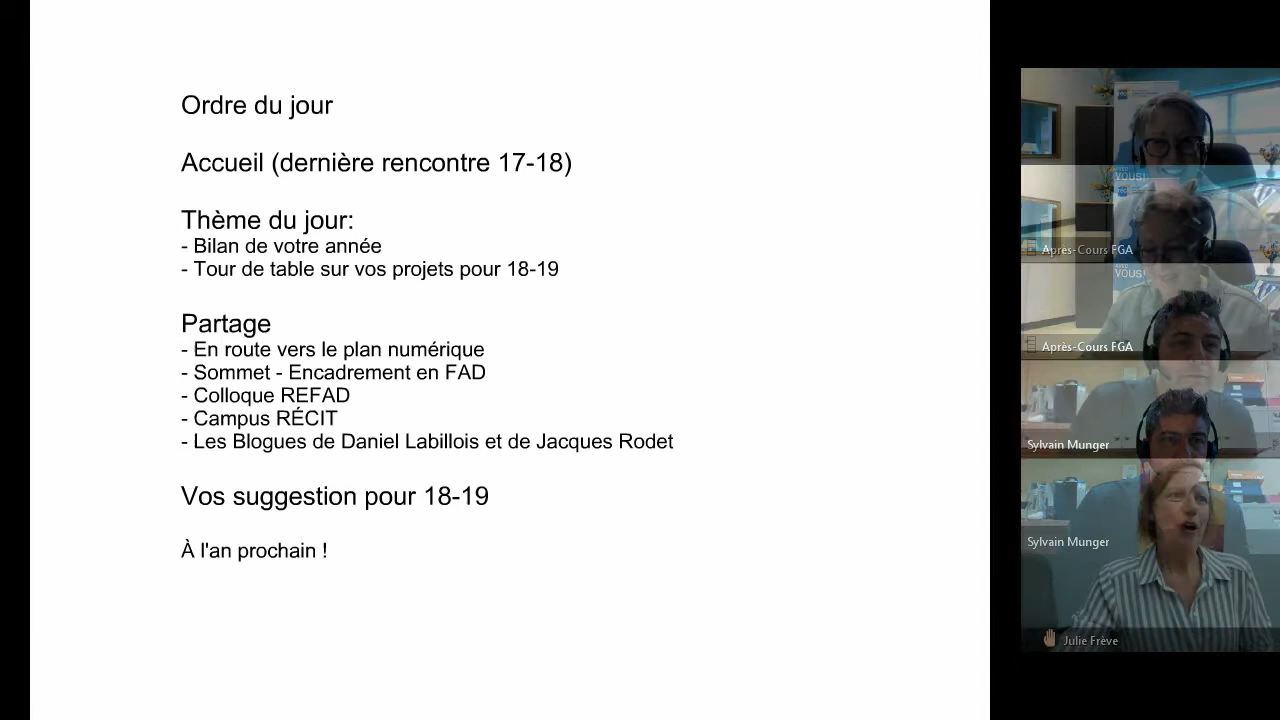 Ordre du jour
Accueil (dernière rencontre 17-18)
Thème du jour:
- Bilan de votre année
- Tour de table sur vos projets pour 18-19
Partage
- En route vers le plan numérique
- Sommet - Encadrement en FAD
- Colloque REFAD
- Campus RÉCIT
- Les Blogues de Daniel Labillois et de Jacques Rodet
Vos suggestion pour 18-19
À l'an prochain !
VOUS!
Après-Cours FGA
VOUS!
Après-Cours FGA
Sylvain Munger
Sylvain Munger
Julie Frève